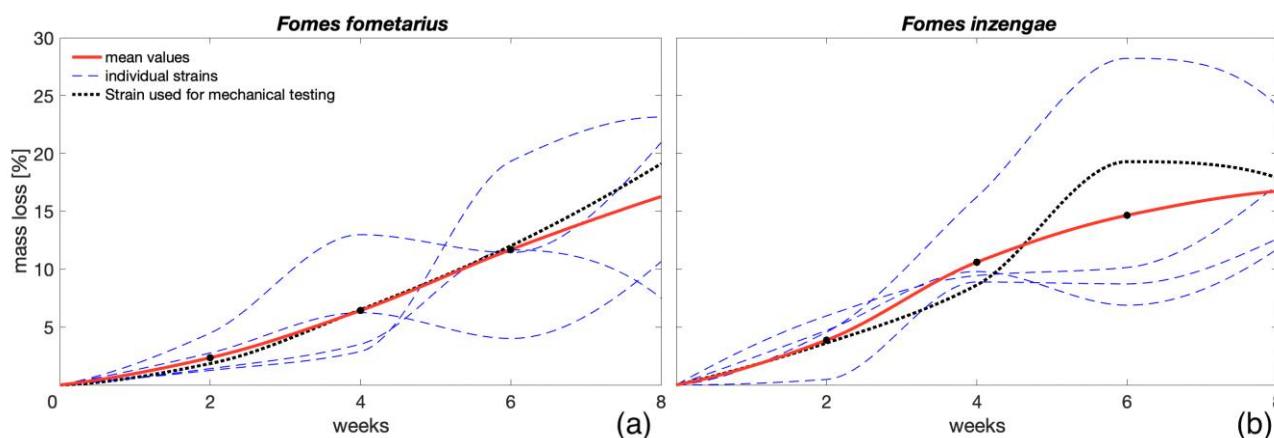 Fomes fometarius
Fomes inzengae
30
25
20
15
10
5
mass loss [%]
mean values
individual strains
Strain used for mechanical testing
0 2 4 6 8
2 4 6 8
weeks
(a)
weeks
(b)